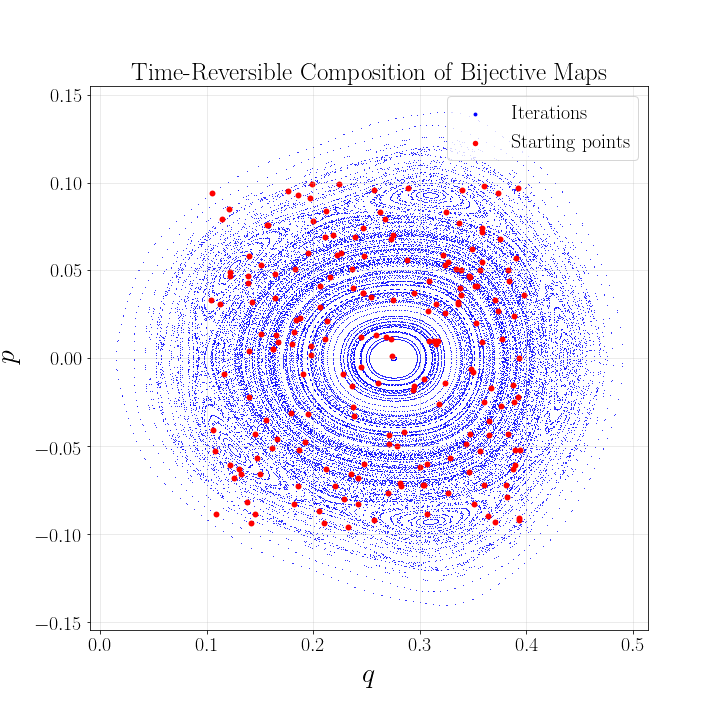 Time-Reversible Composition of Bijective Maps
Iterations
Starting points
0.15
0.10
0.05
0.00
−0.05
−0.10
−0.15
p
0.0
0.1
0.2
0.3
0.4
0.5
q